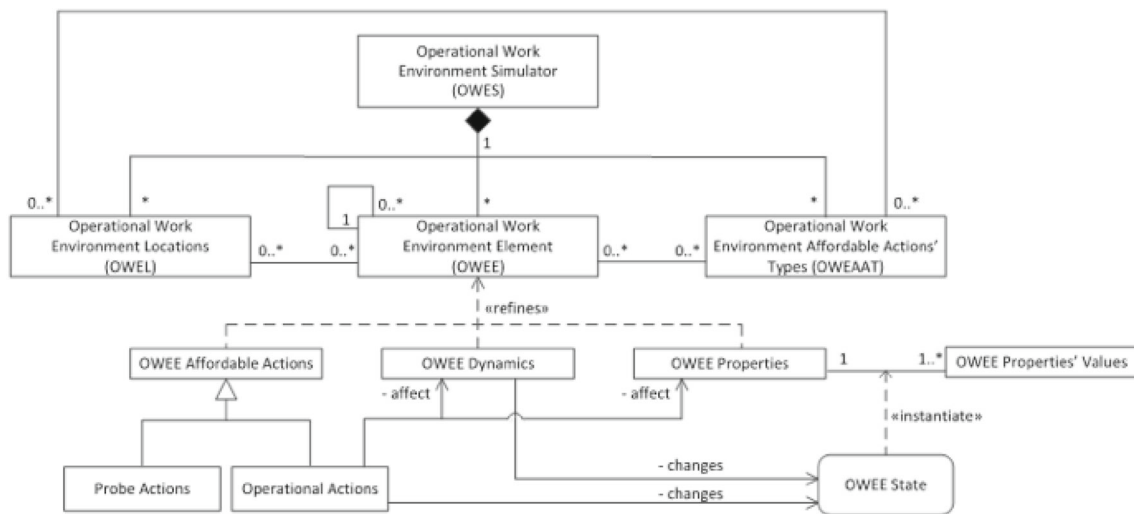 Operational Work
Environment Simulator
(OWES)
1
0..*
*
0..*
1
*
*
0..*
Operational Work
Environment Locations
(OWEL)
0..*
0..*
Operational Work
Environment Element
(OWEE)
0..*
0..*
Operational Work
Environment Affordable Actions'
Types (OWEAAT)
«refines»
OWEE Affordable Actions
OWEE Dynamics
OWEE Properties
1
1..*
OWEE Properties' Values
- affect
- affect
«instantiate»
Probe Actions
Operational Actions
- changes
- changes
OWEE State